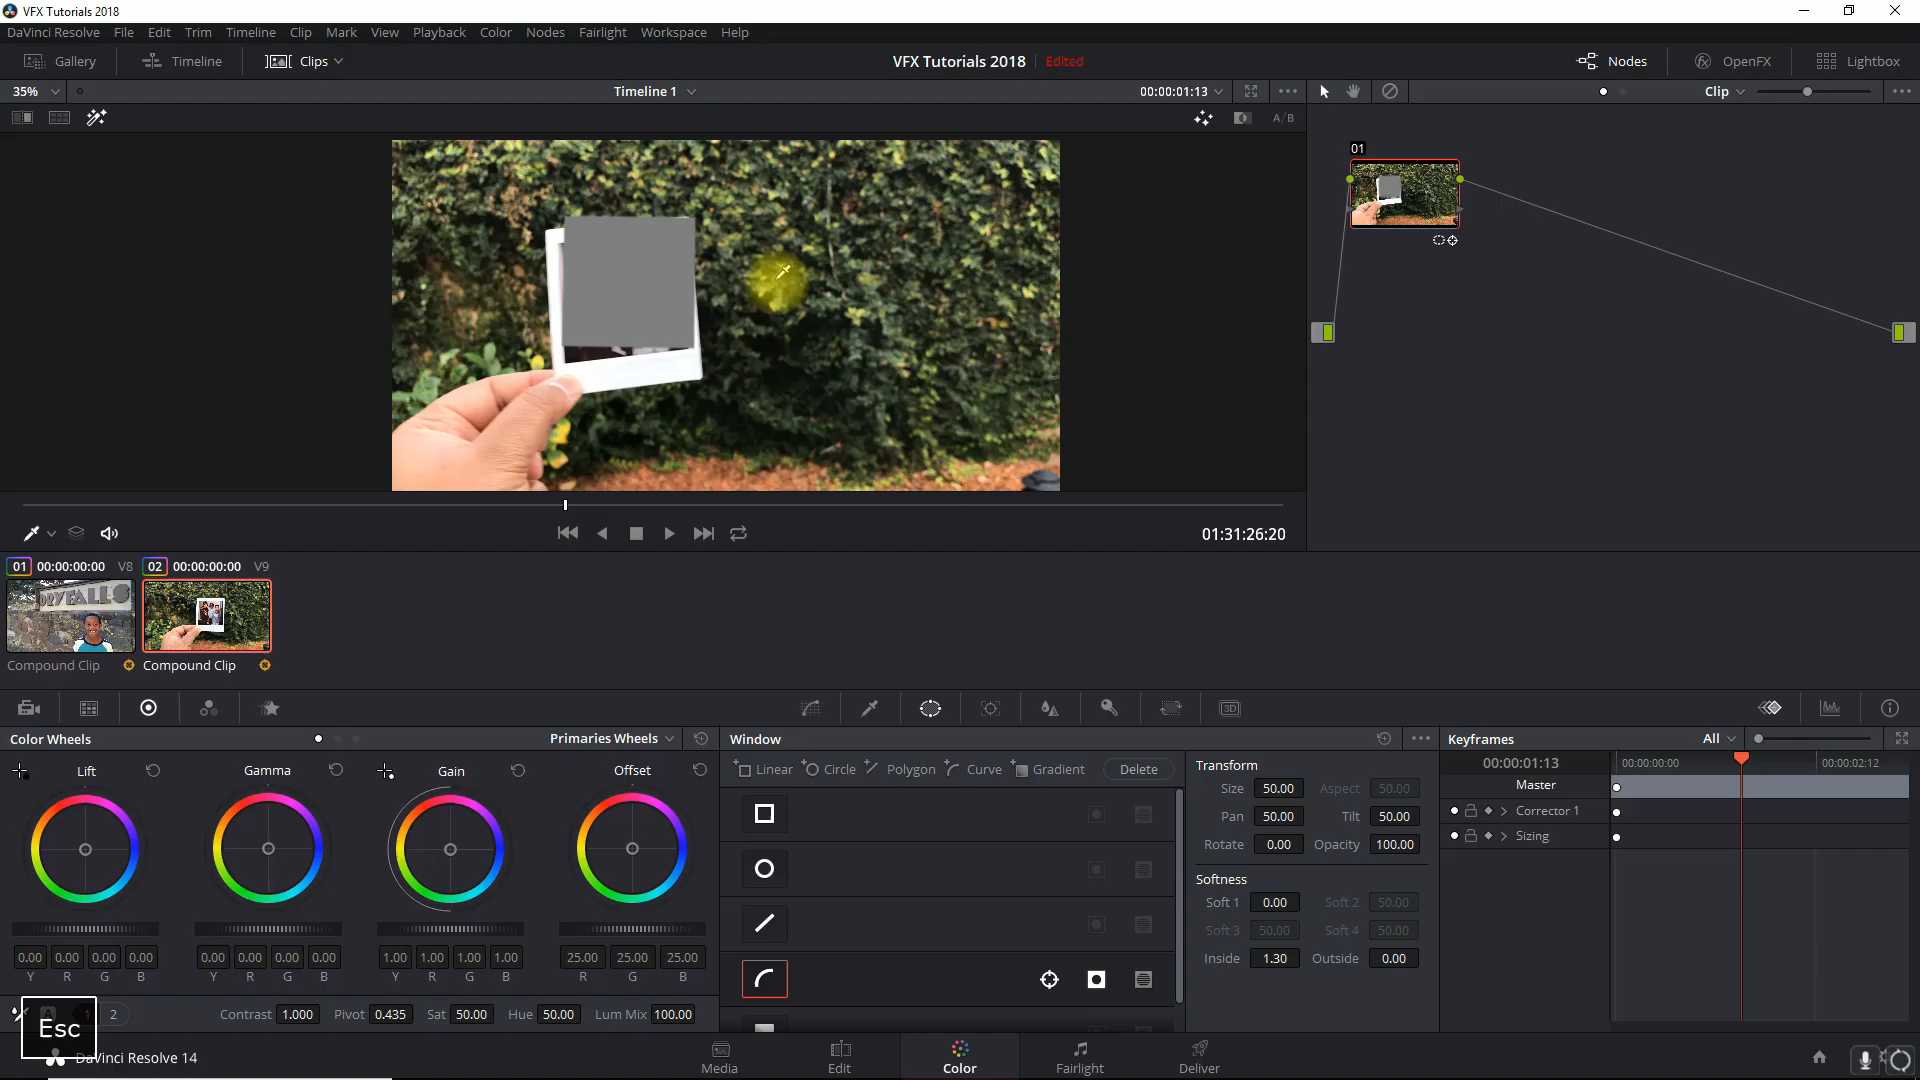 VFX Tutorials 2018
DaVinci Resolve File Edit Trim Timeline Clip Mark View Playback Color Nodes Fairlight Workspace Help
Gallery Timeline Clips VFX Tutorials 2018 Edited Nodes OpenFX Lightbox
35% Timeline 1 00:00:01:13 Clip
A/B
01
01:31:26:20
01 00:00:00:00 V8 02 00:00:00:00 V9
DRYFALLS
Compound Clip Compound Clip
3D
Color Wheels Primaries Wheels Window Keyframes All
Lift Gamma Gain Offset
Linear Circle Polygon Curve Gradient Delete
Transform
Size 50.00 Aspect 50.00
Pan 50.00 Tilt 50.00
Rotate 0.00 Opacity 100.00
Softness
Soft 1 0.00 Soft 2 50.00
Soft 3 50.00 Soft 4 50.00
Inside 1.30 Outside 0.00
00:00:01:13 00:00:00:00 00:00:02:12
Master
Corrector 1
Sizing
0.00 0.00 0.00 0.00 0.00 0.00 0.00 0.00 1.00 1.00 1.00 1.00 25.00 25.00 25.00
Y R G B Y R G B Y R G B R G B
1 2 Contrast 1.000 Pivot 0.435 Sat 50.00 Hue 50.00 Lum Mix 100.00
Esc
DaVinci Resolve 14
Media Edit Color Fairlight Deliver